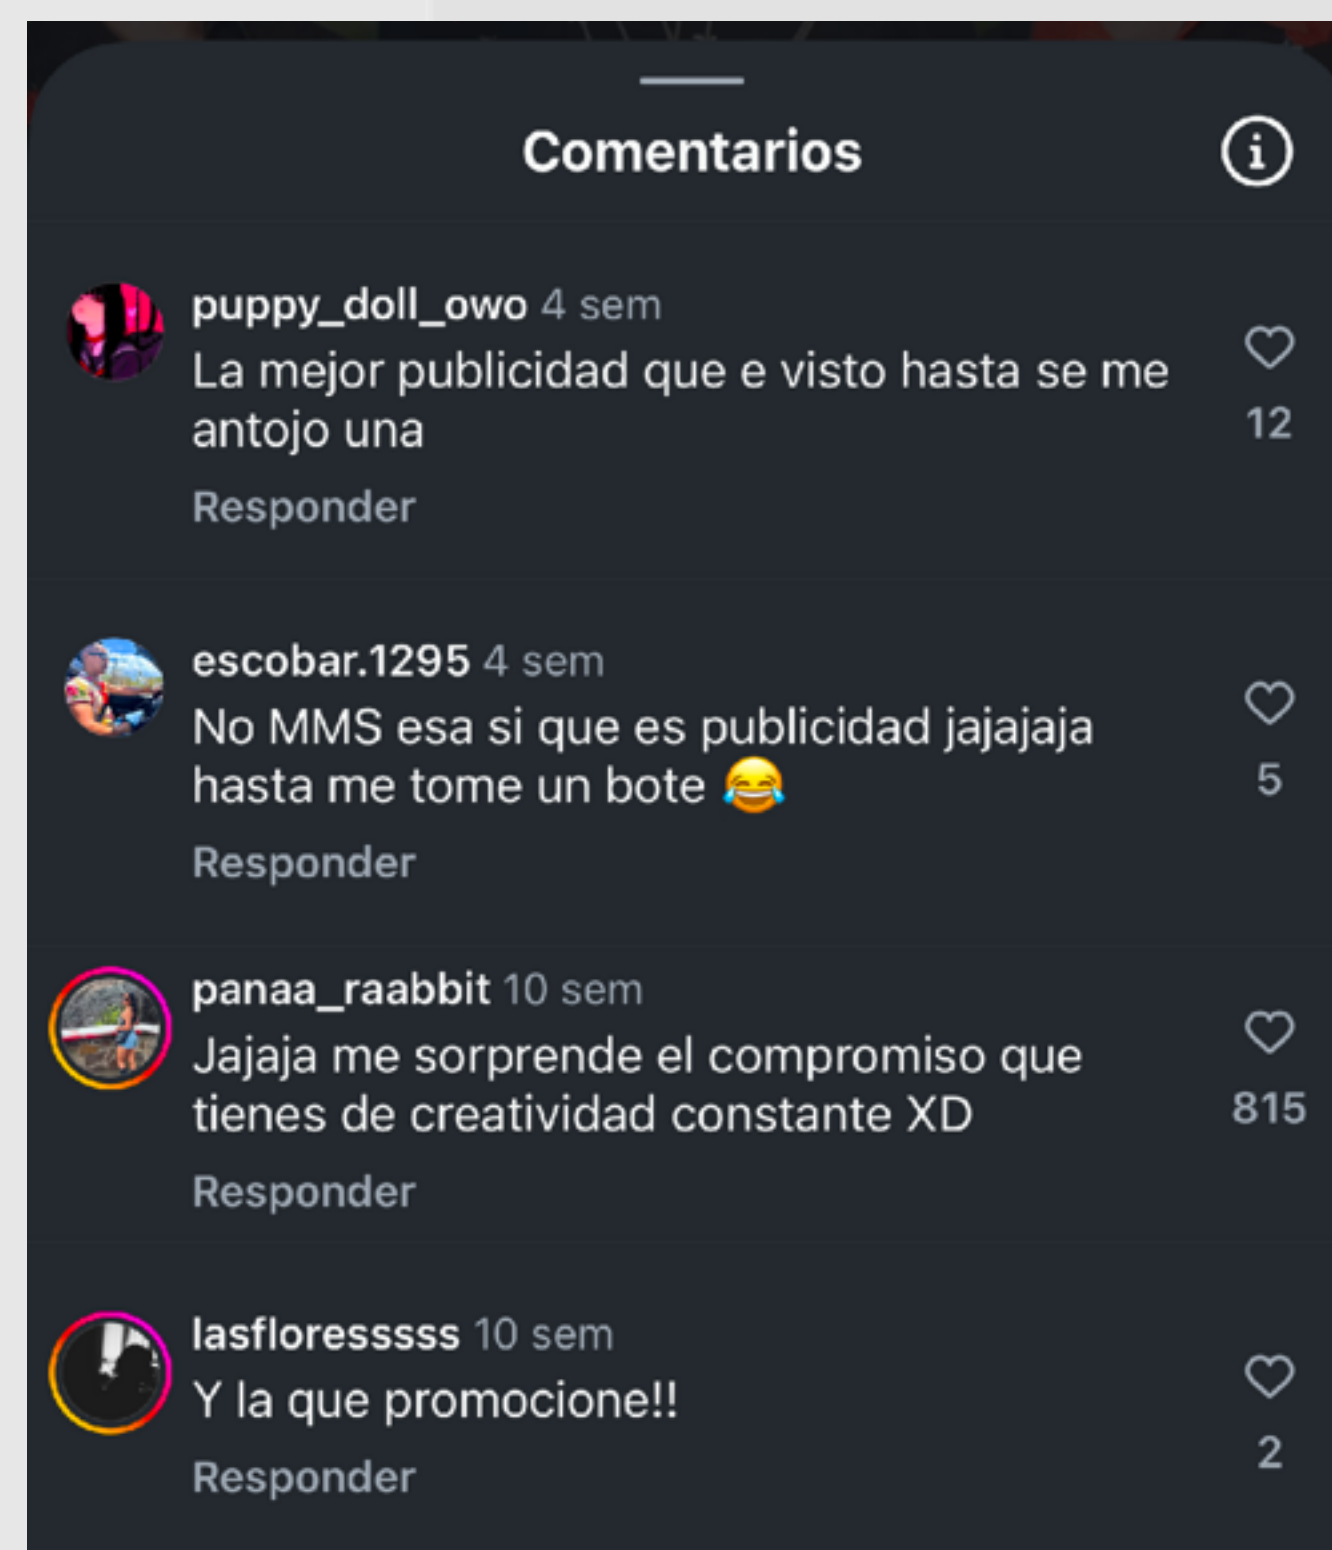 Comentarios
puppy_doll_owo 4 sem
La mejor publicidad que e visto hasta se me
antojo una
12
Responder
escobar.1295 4 sem
No MMS esa si que es publicidad jajajaja
hasta me tome un bote 😂
5
Responder
panaa_raabbit 10 sem
Jajaja me sorprende el compromiso que
tienes de creatividad constante XD
815
Responder
lasfloresssss 10 sem
Y la que promocione!!
2
Responder